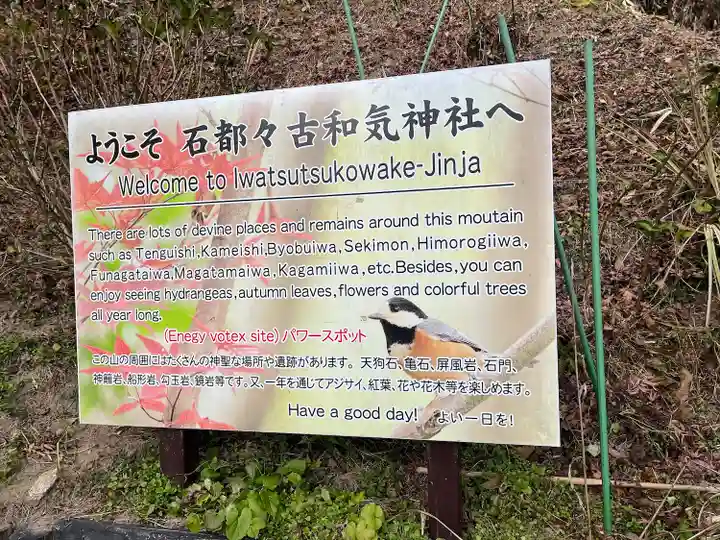 ようこそ 石都々古和気神社へ
Welcome to Iwatsutsukowake-Jinja
There are lots of devine places and remains around this moutain
such as Tenguishi,Kameishi,Byobuiwa,Sekimon,Himorogiiwa,
Funagataiwa,Magatamaiwa,Kagamiiwa,etc.Besides,you can
enjoy seeing hydrangeas,autumn leaves,flowers and colorful trees
all year long.
(Enegy votex site) パワースポット
この山の周囲にはたくさんの神聖な場所や遺跡があります。天狗石、亀石、屏風岩、石門、
神籬岩、船形岩、勾玉岩、鏡岩等です。又、一年を通じてアジサイ、紅葉、花や花木等を楽しめます。
Have a good day! よい一日を!